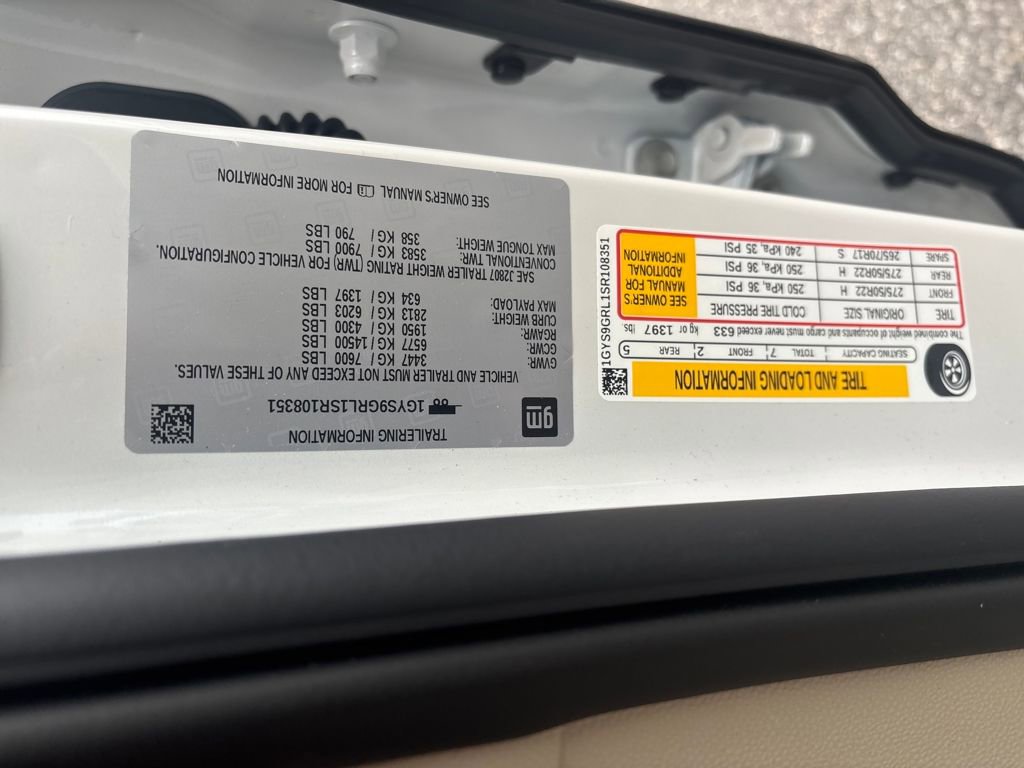 gm
TRAILERING INFORMATION
1GYS9GRL1SR108351
VEHICLE AND TRAILER MUST NOT EXCEED ANY OF THESE VALUES.
GVWR: 3447 KG / 7600 LBS
GCWR: 6577 KG /14500 LBS
RGAWR: 1950 KG / 4300 LBS
CURB WEIGHT: 2813 KG / 6203 LBS
MAX PAYLOAD: 634 KG / 1397 LBS
SAE J2807 TRAILER WEIGHT RATING (TWR) FOR VEHICLE CONFIGURATION.
CONVENTIONAL TWR: 3583 KG / 7900 LBS
MAX TONGUE WEIGHT: 358 KG / 790 LBS
SEE OWNER'S MANUAL FOR MORE INFORMATION
TIRE AND LOADING INFORMATION
SEATING CAPACITY TOTAL 7 FRONT 2 REAR 5
The combined weight of occupants and cargo must never exceed 633 kg or 1397 lbs.
TIRE ORIGINAL SIZE COLD TIRE PRESSURE
FRONT 275/50R22 H 250 kPa, 36 PSI
REAR 275/50R22 H 250 kPa, 36 PSI
SPARE 265/70R17 S 240 kPa, 35 PSI
SEE OWNER'S
MANUAL FOR
ADDITIONAL
INFORMATION
1GYS9GRL1SR108351